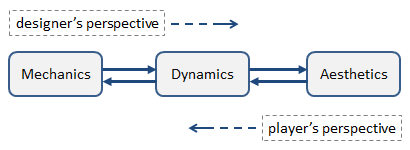 designer's perspective
Mechanics
Dynamics
Aesthetics
player's perspective